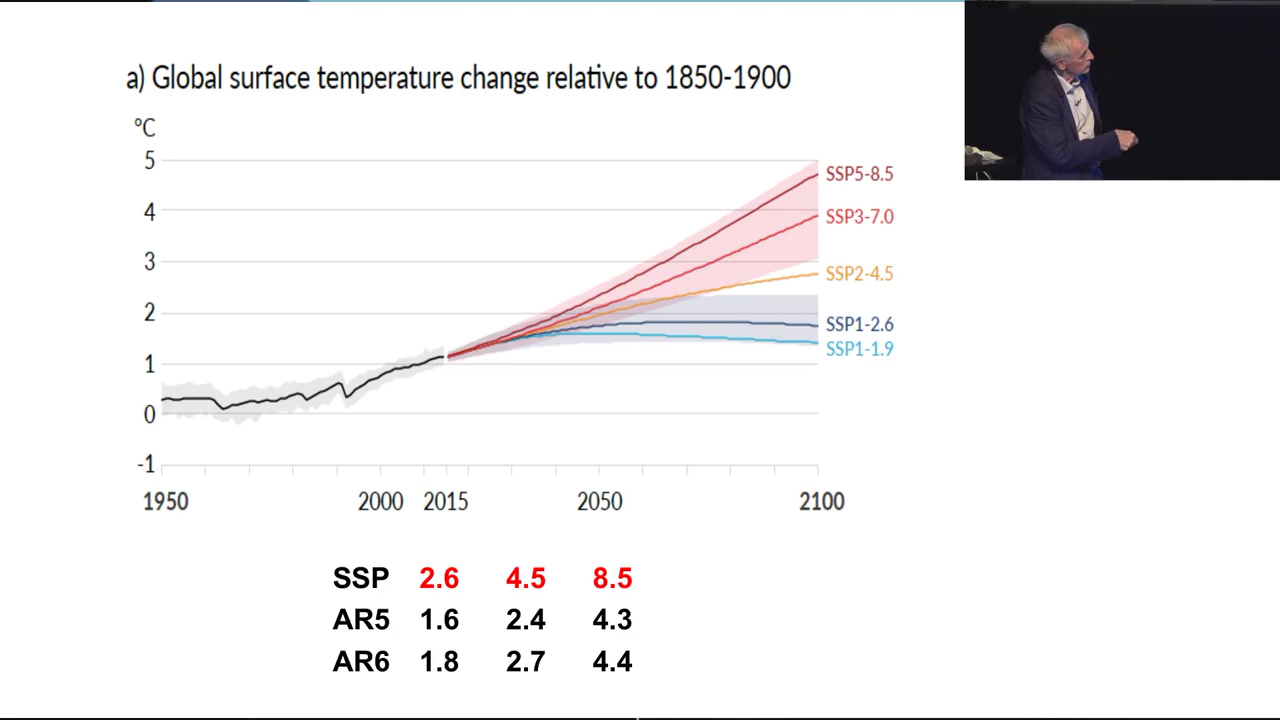 a) Global surface temperature change relative to 1850-1900
°C
5
4
3
2
1
0
-1
SSP5-8.5
SSP3-7.0
SSP2-4.5
SSP1-2.6
SSP1-1.9
1950 2000 2015 2050 2100
SSP 2.6 4.5 8.5
AR5 1.6 2.4 4.3
AR6 1.8 2.7 4.4